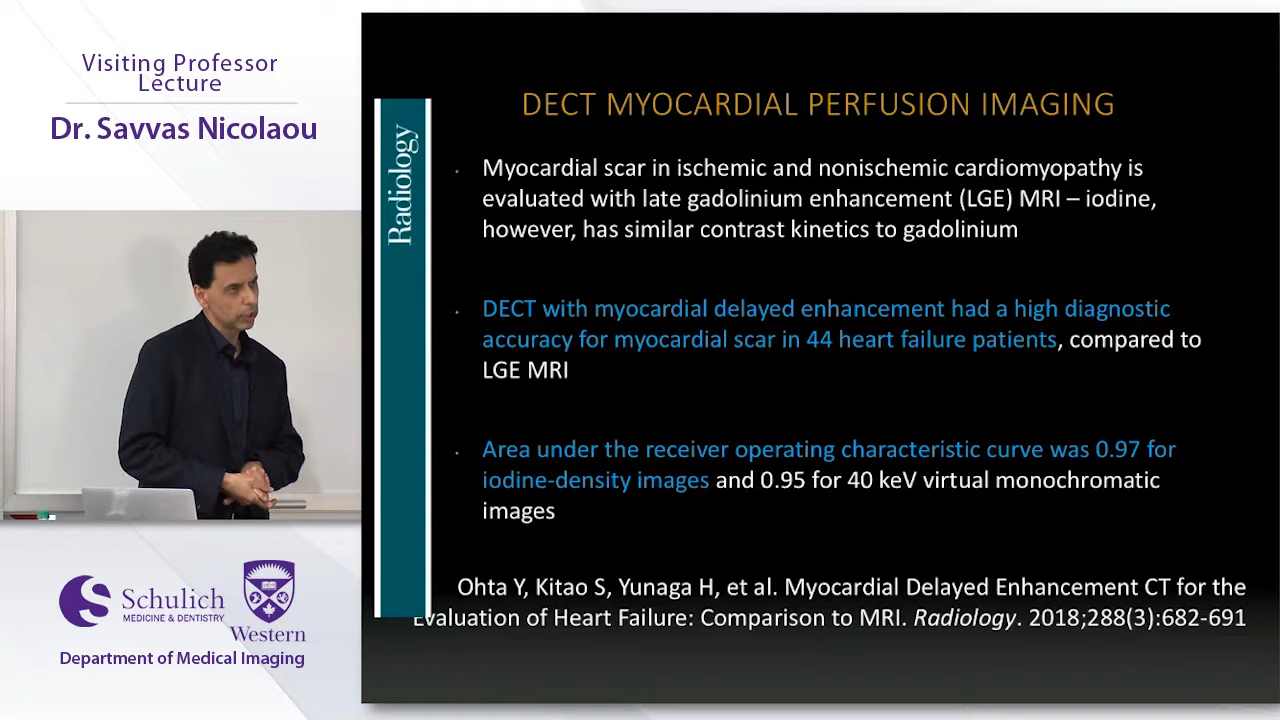 Visiting Professor
Lecture
Dr. Savvas Nicolaou
Schulich
MEDICINE & DENTISTRY
Western
Department of Medical Imaging
Radiology
DECT MYOCARDIAL PERFUSION IMAGING
· Myocardial scar in ischemic and nonischemic cardiomyopathy is
evaluated with late gadolinium enhancement (LGE) MRI – iodine,
however, has similar contrast kinetics to gadolinium
· DECT with myocardial delayed enhancement had a high diagnostic
accuracy for myocardial scar in 44 heart failure patients, compared to
LGE MRI
· Area under the receiver operating characteristic curve was 0.97 for
iodine-density images and 0.95 for 40 keV virtual monochromatic
images
Ohta Y, Kitao S, Yunaga H, et al. Myocardial Delayed Enhancement CT for the
Evaluation of Heart Failure: Comparison to MRI. Radiology. 2018;288(3):682-691